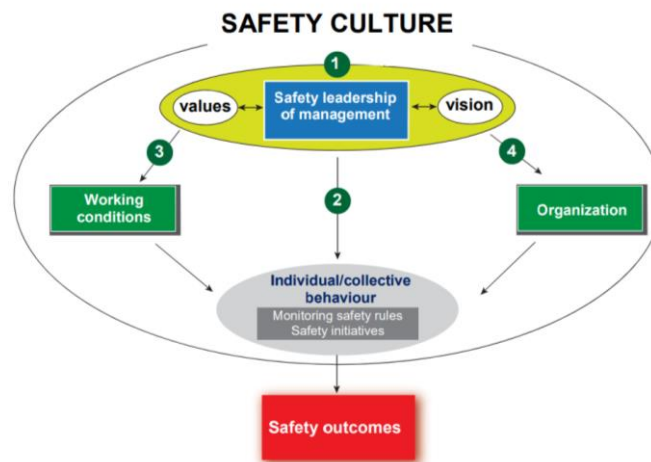 SAFETY CULTURE
1
values
Safety leadership
of management
vision
3
4
Working
conditions
2
Organization
Individual/collective
behaviour
Monitoring safety rules
Safety initiatives
Safety outcomes